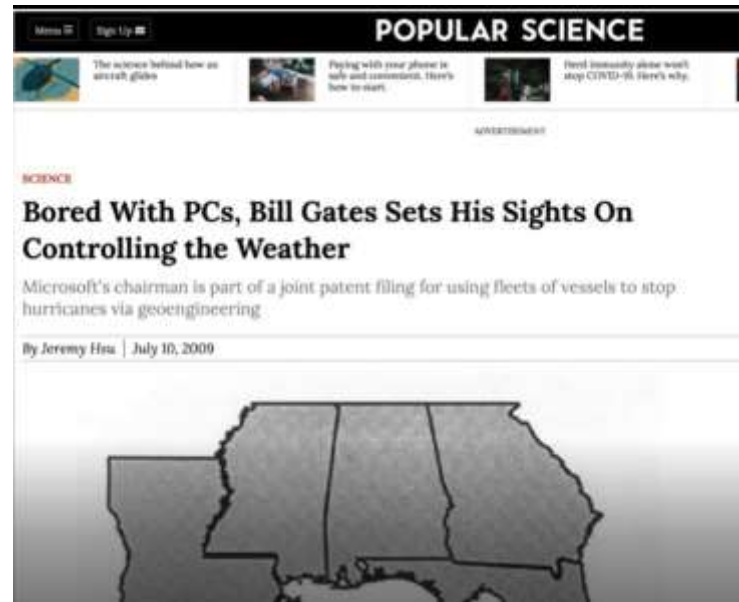 Menu
Sign Up
POPULAR SCIENCE
The science behind how an
aircraft glides
Paying with your phone is
safe and convenient. Here's
how to start.
Herd immunity alone won't
stop COVID-19. Here's why.
ADVERTISEMENT
SCIENCE
Bored With PCs, Bill Gates Sets His Sights On
Controlling the Weather
Microsoft's chairman is part of a joint patent filing for using fleets of vessels to stop
hurricanes via geoengineering
By Jeremy Hsu | July 10, 2009